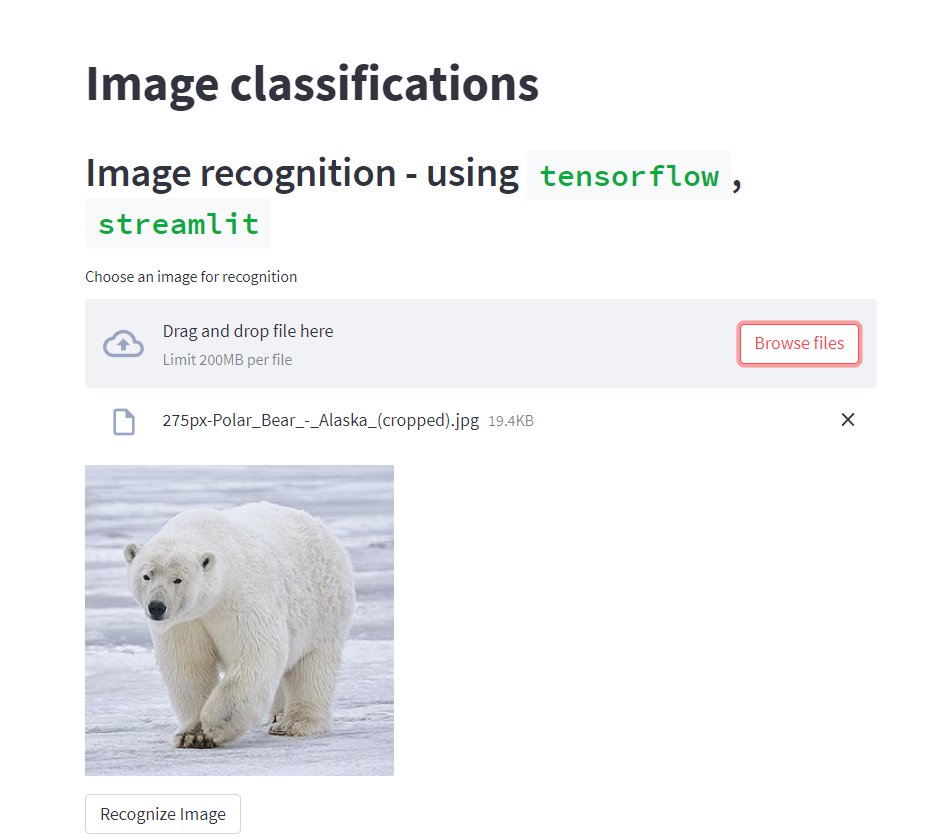 Image classifications
Image recognition - using tensorflow,
streamlit
Choose an image for recognition
Drag and drop file here
Limit 200MB per file
Browse files
275px-Polar_Bear_-_Alaska_(cropped).jpg 19.4KB
Recognize Image